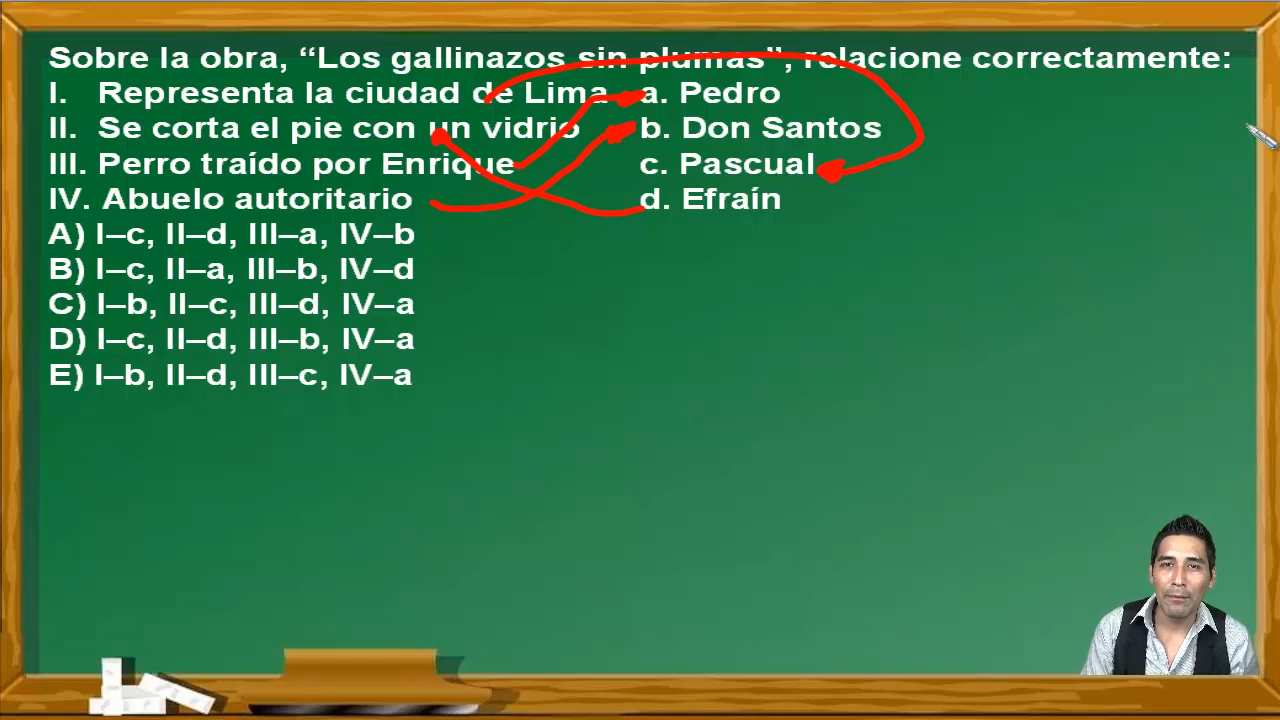 Sobre la obra, “Los gallinazos sin plumas”, relacione correctamente:
I. Representa la ciudad de Lima a. Pedro
II. Se corta el pie con un vidrio b. Don Santos
III. Perro traído por Enrique c. Pascual
IV. Abuelo autoritario d. Efraín
A) I–c, II–d, III–a, IV–b
B) I–c, II–a, III–b, IV–d
C) I–b, II–c, III–d, IV–a
D) I–c, II–d, III–b, IV–a
E) I–b, II–d, III–c, IV–a